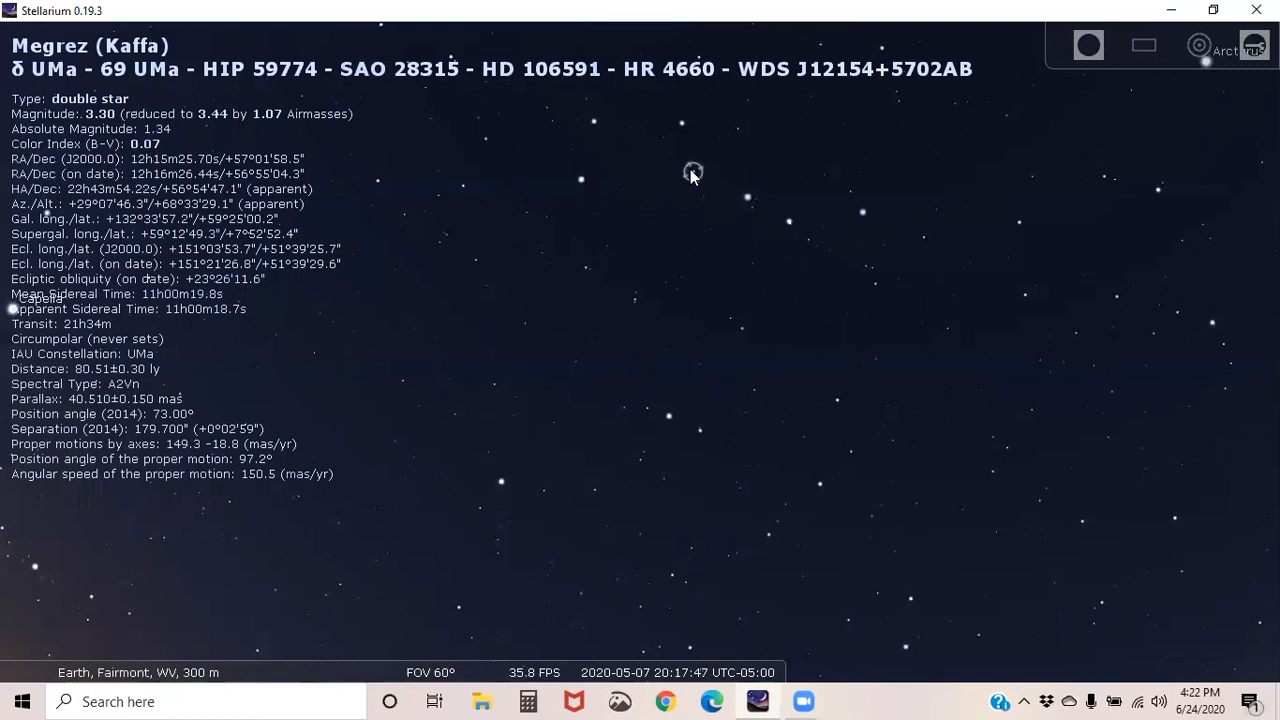 Stellarium 0.19.3
Megrez (Kaffa)
δ UMa - 69 UMa - HIP 59774 - SAO 28315 - HD 106591 - HR 4660 - WDS J12154+5702AB
Arcturus
Type: double star
Magnitude: 3.30 (reduced to 3.44 by 1.07 Airmasses)
Absolute Magnitude: 1.34
Color Index (B-V): 0.07
RA/Dec (J2000.0): 12h15m25.70s/+57°01'58.5"
RA/Dec (on date): 12h16m26.44s/+56°55'04.3"
HA/Dec: 22h43m54.22s/+56°54'47.1" (apparent)
Az./Alt.: +29°07'46.3"/+68°33'29.1" (apparent)
Gal. long./lat.: +132°33'57.2"/+59°25'00.2"
Supergal. long./lat.: +59°12'49.3"/+7°52'52.4"
Ecl. long./lat. (J2000.0): +151°03'53.7"/+51°39'25.7"
Ecl. long./lat. (on date): +151°21'26.8"/+51°39'29.6"
Ecliptic obliquity (on date): +23°26'11.6"
Mean Sidereal Time: 11h00m19.8s
Capella
Apparent Sidereal Time: 11h00m18.7s
Transit: 21h34m
Circumpolar (never sets)
IAU Constellation: UMa
Distance: 80.51±0.30 ly
Spectral Type: A2Vn
Parallax: 40.510±0.150 mas
Position angle (2014): 73.00°
Separation (2014): 179.700" (+0°02'59")
Proper motions by axes: 149.3 -18.8 (mas/yr)
Position angle of the proper motion: 97.2°
Angular speed of the proper motion: 150.5 (mas/yr)
Earth, Fairmont, WV, 300 m FOV 60° 35.8 FPS 2020-05-07 20:17:47 UTC-05:00
Search here
4:22 PM
6/24/2020